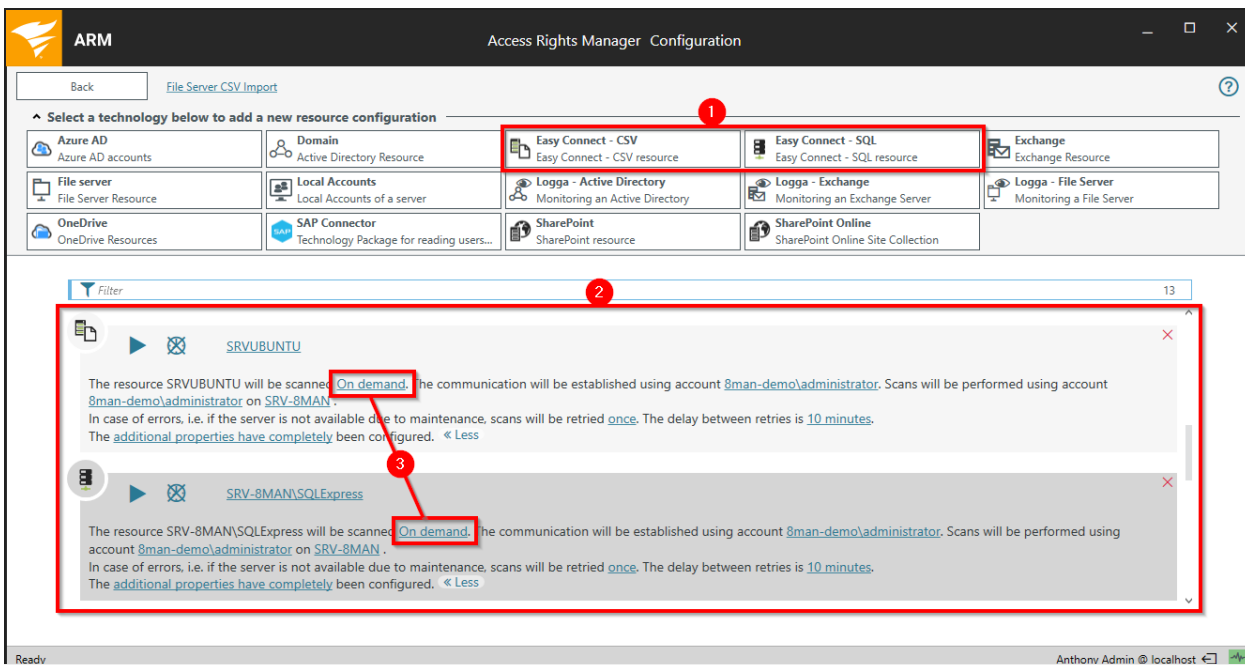 ARM
Access Rights Manager Configuration
Back
File Server CSV Import
Select a technology below to add a new resource configuration
1
Azure AD
Azure AD accounts
Domain
Active Directory Resource
Easy Connect - CSV
Easy Connect - CSV resource
Easy Connect - SQL
Easy Connect - SQL resource
Exchange
Exchange Resource
File server
File Server Resource
Local Accounts
Local Accounts of a server
Logga - Active Directory
Monitoring an Active Directory
Logga - Exchange
Monitoring an Exchange Server
Logga - File Server
Monitoring a File Server
OneDrive
OneDrive Resources
SAP
SAP Connector
Technology Package for reading users...
SharePoint
SharePoint resource
SharePoint Online
SharePoint Online Site Collection
Filter
2
13
SRVUBUNTU
The resource SRVUBUNTU will be scanned On demand. The communication will be established using account 8man-demo\administrator. Scans will be performed using account
8man-demo\administrator on SRV-8MAN .
In case of errors, i.e. if the server is not available due to maintenance, scans will be retried once. The delay between retries is 10 minutes.
The additional properties have completely been configured. « Less
3
SRV-8MAN\SQLExpress
The resource SRV-8MAN\SQLExpress will be scanned On demand. The communication will be established using account 8man-demo\administrator. Scans will be performed using
account 8man-demo\administrator on SRV-8MAN .
In case of errors, i.e. if the server is not available due to maintenance, scans will be retried once. The delay between retries is 10 minutes.
The additional properties have completely been configured. « Less
Ready
Anthony Admin @ localhost